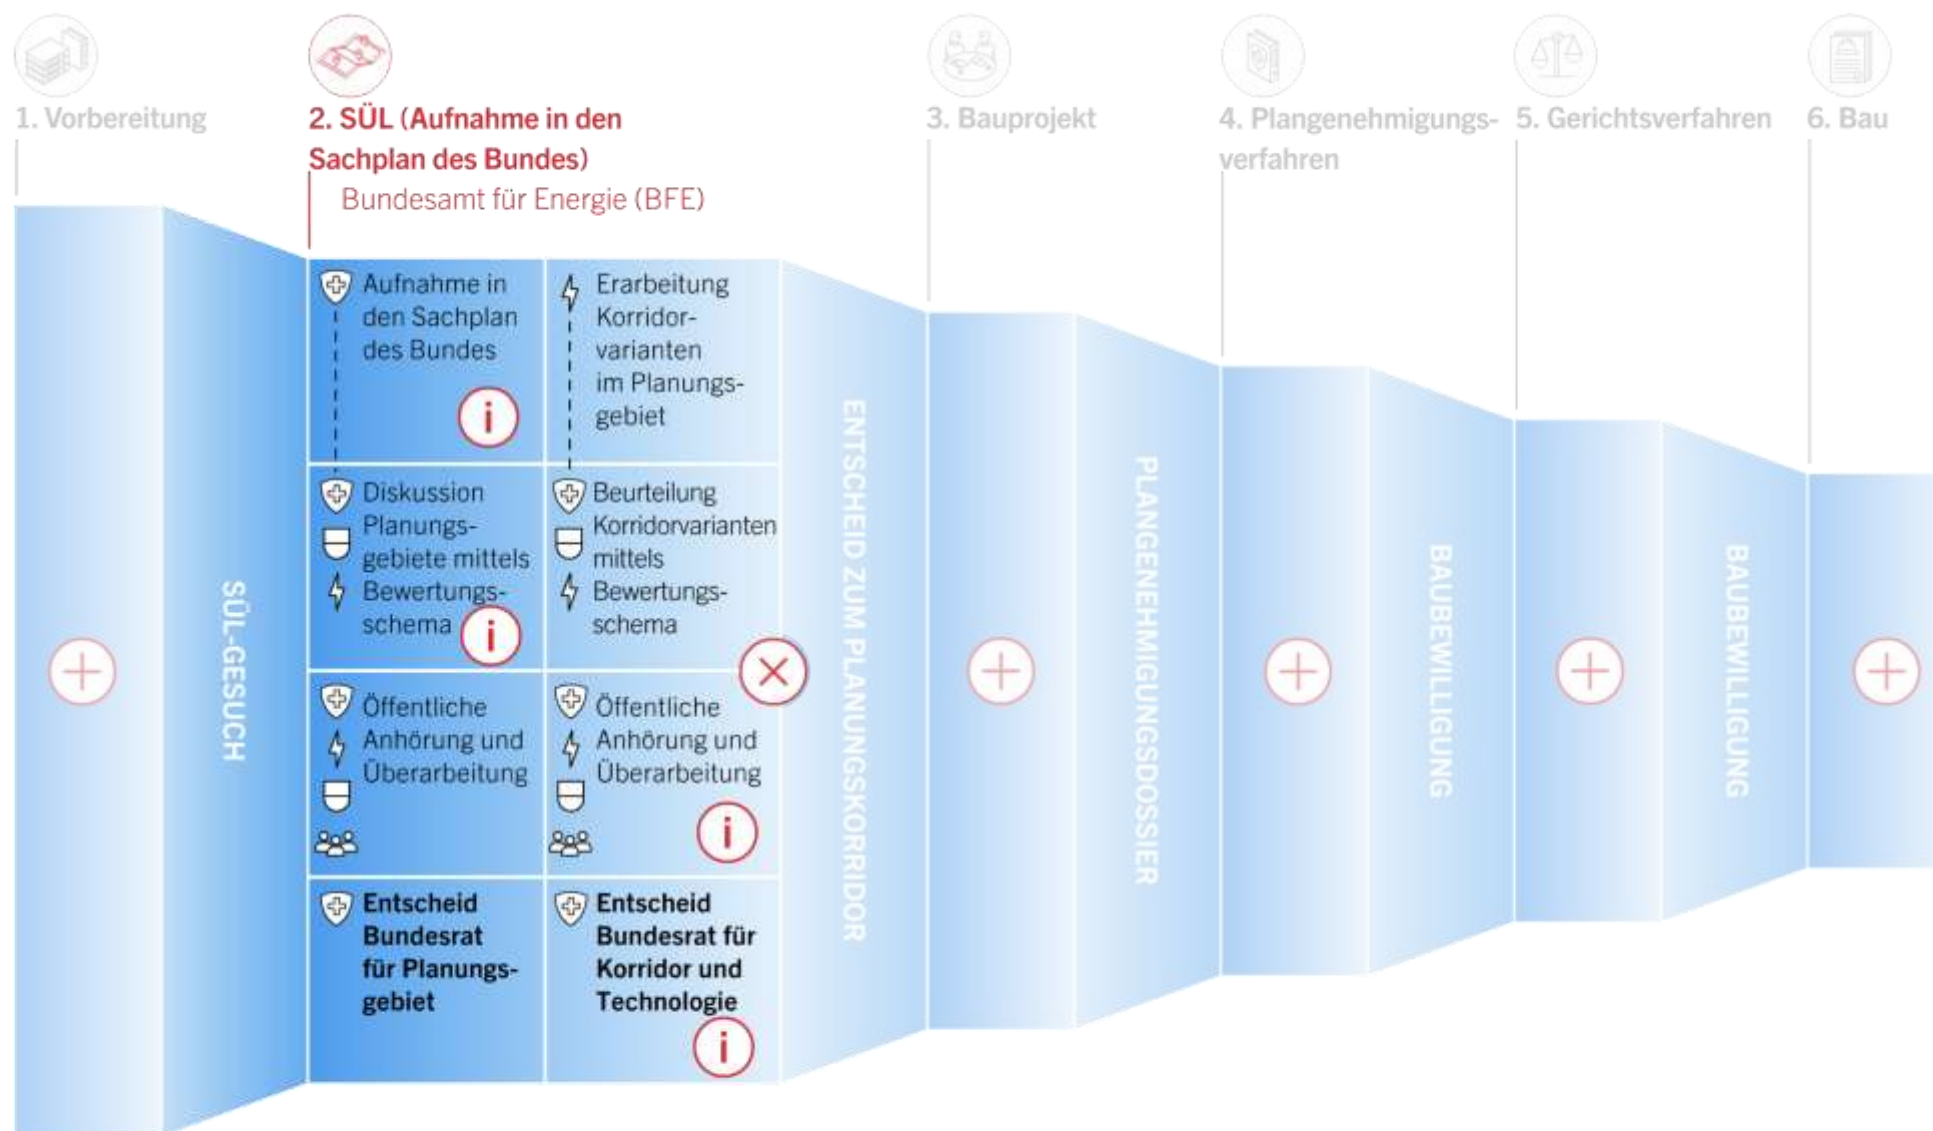 1. Vorbereitung
2. SÜL (Aufnahme in den
Sachplan des Bundes)
Bundesamt für Energie (BFE)
3. Bauprojekt
4. Plangenehmigungs-
verfahren
5. Gerichtsverfahren
6. Bau
SÜL-GESUCH
Aufnahme in
den Sachplan
des Bundes
i
Diskussion
Planungs-
gebiete mittels
Bewertungs-
schema
i
Öffentliche
Anhörung und
Überarbeitung
Entscheid
Bundesrat
für Planungs-
gebiet
Erarbeitung
Korridor-
varianten
im Planungs-
gebiet
Beurteilung
Korridorvarianten
mittels
Bewertungs-
schema
Öffentliche
Anhörung und
Überarbeitung
i
Entscheid
Bundesrat für
Korridor und
Technologie
i
ENTSCHEID ZUM PLANUNGSKORRIDOR
PLANGENEHMIGUNGSDOSSIER
BAUBEWILLIGUNG
BAUBEWILLIGUNG